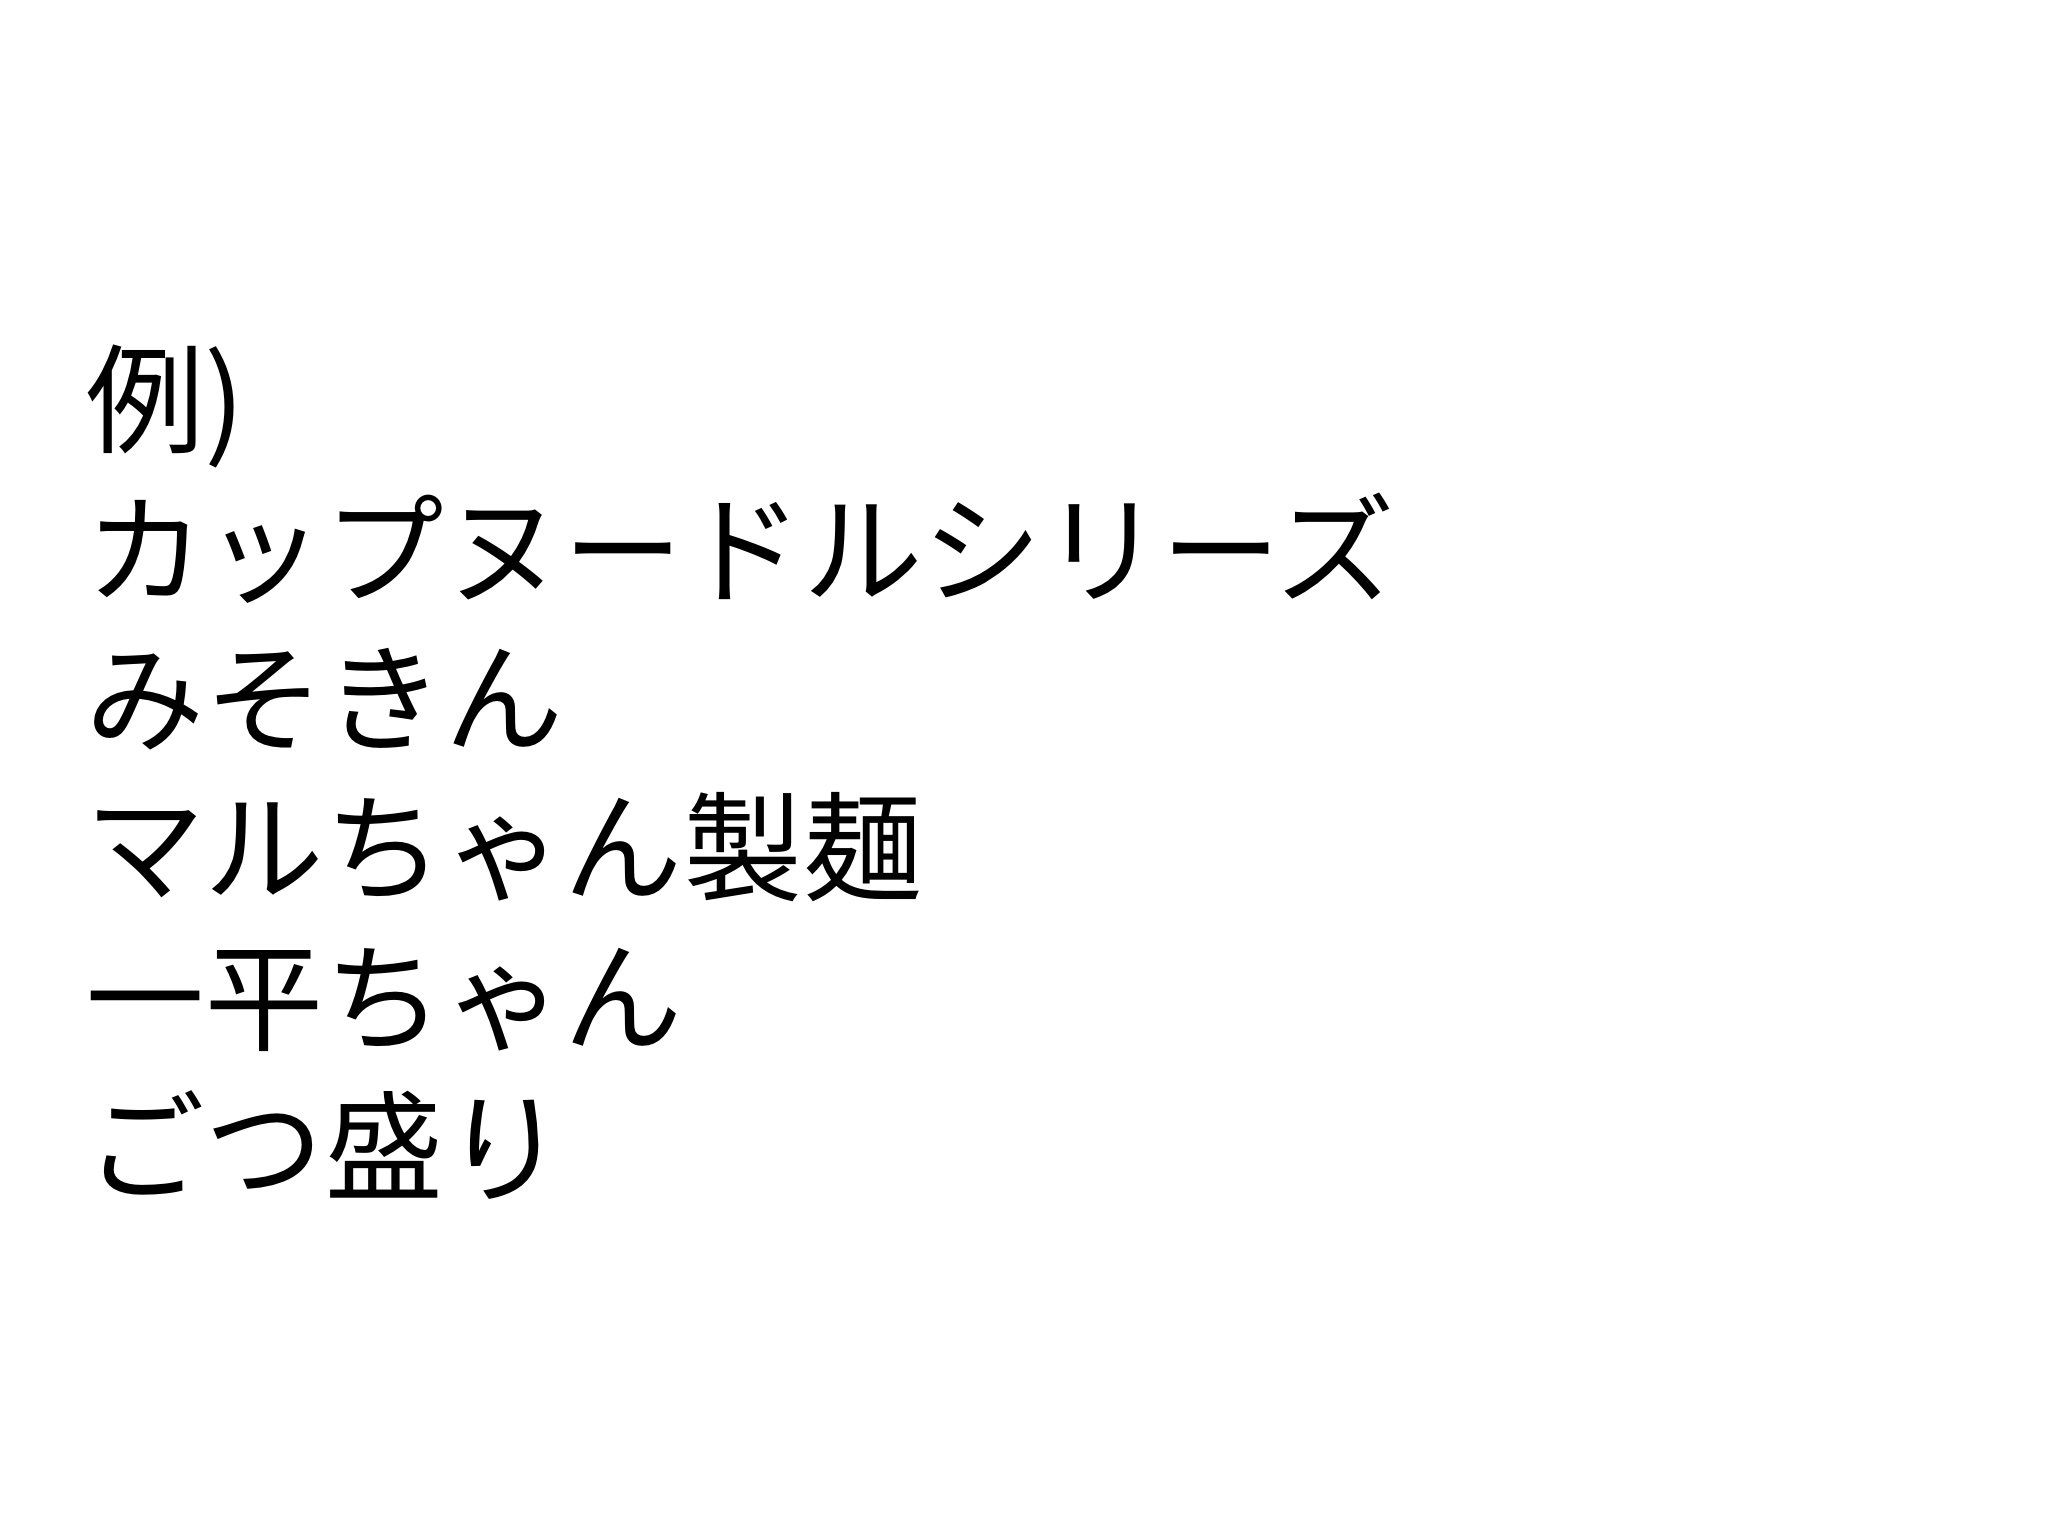 例)
カップヌードルシリーズ
みそきん
マルちゃん製麺
一平ちゃん
ごつ盛り